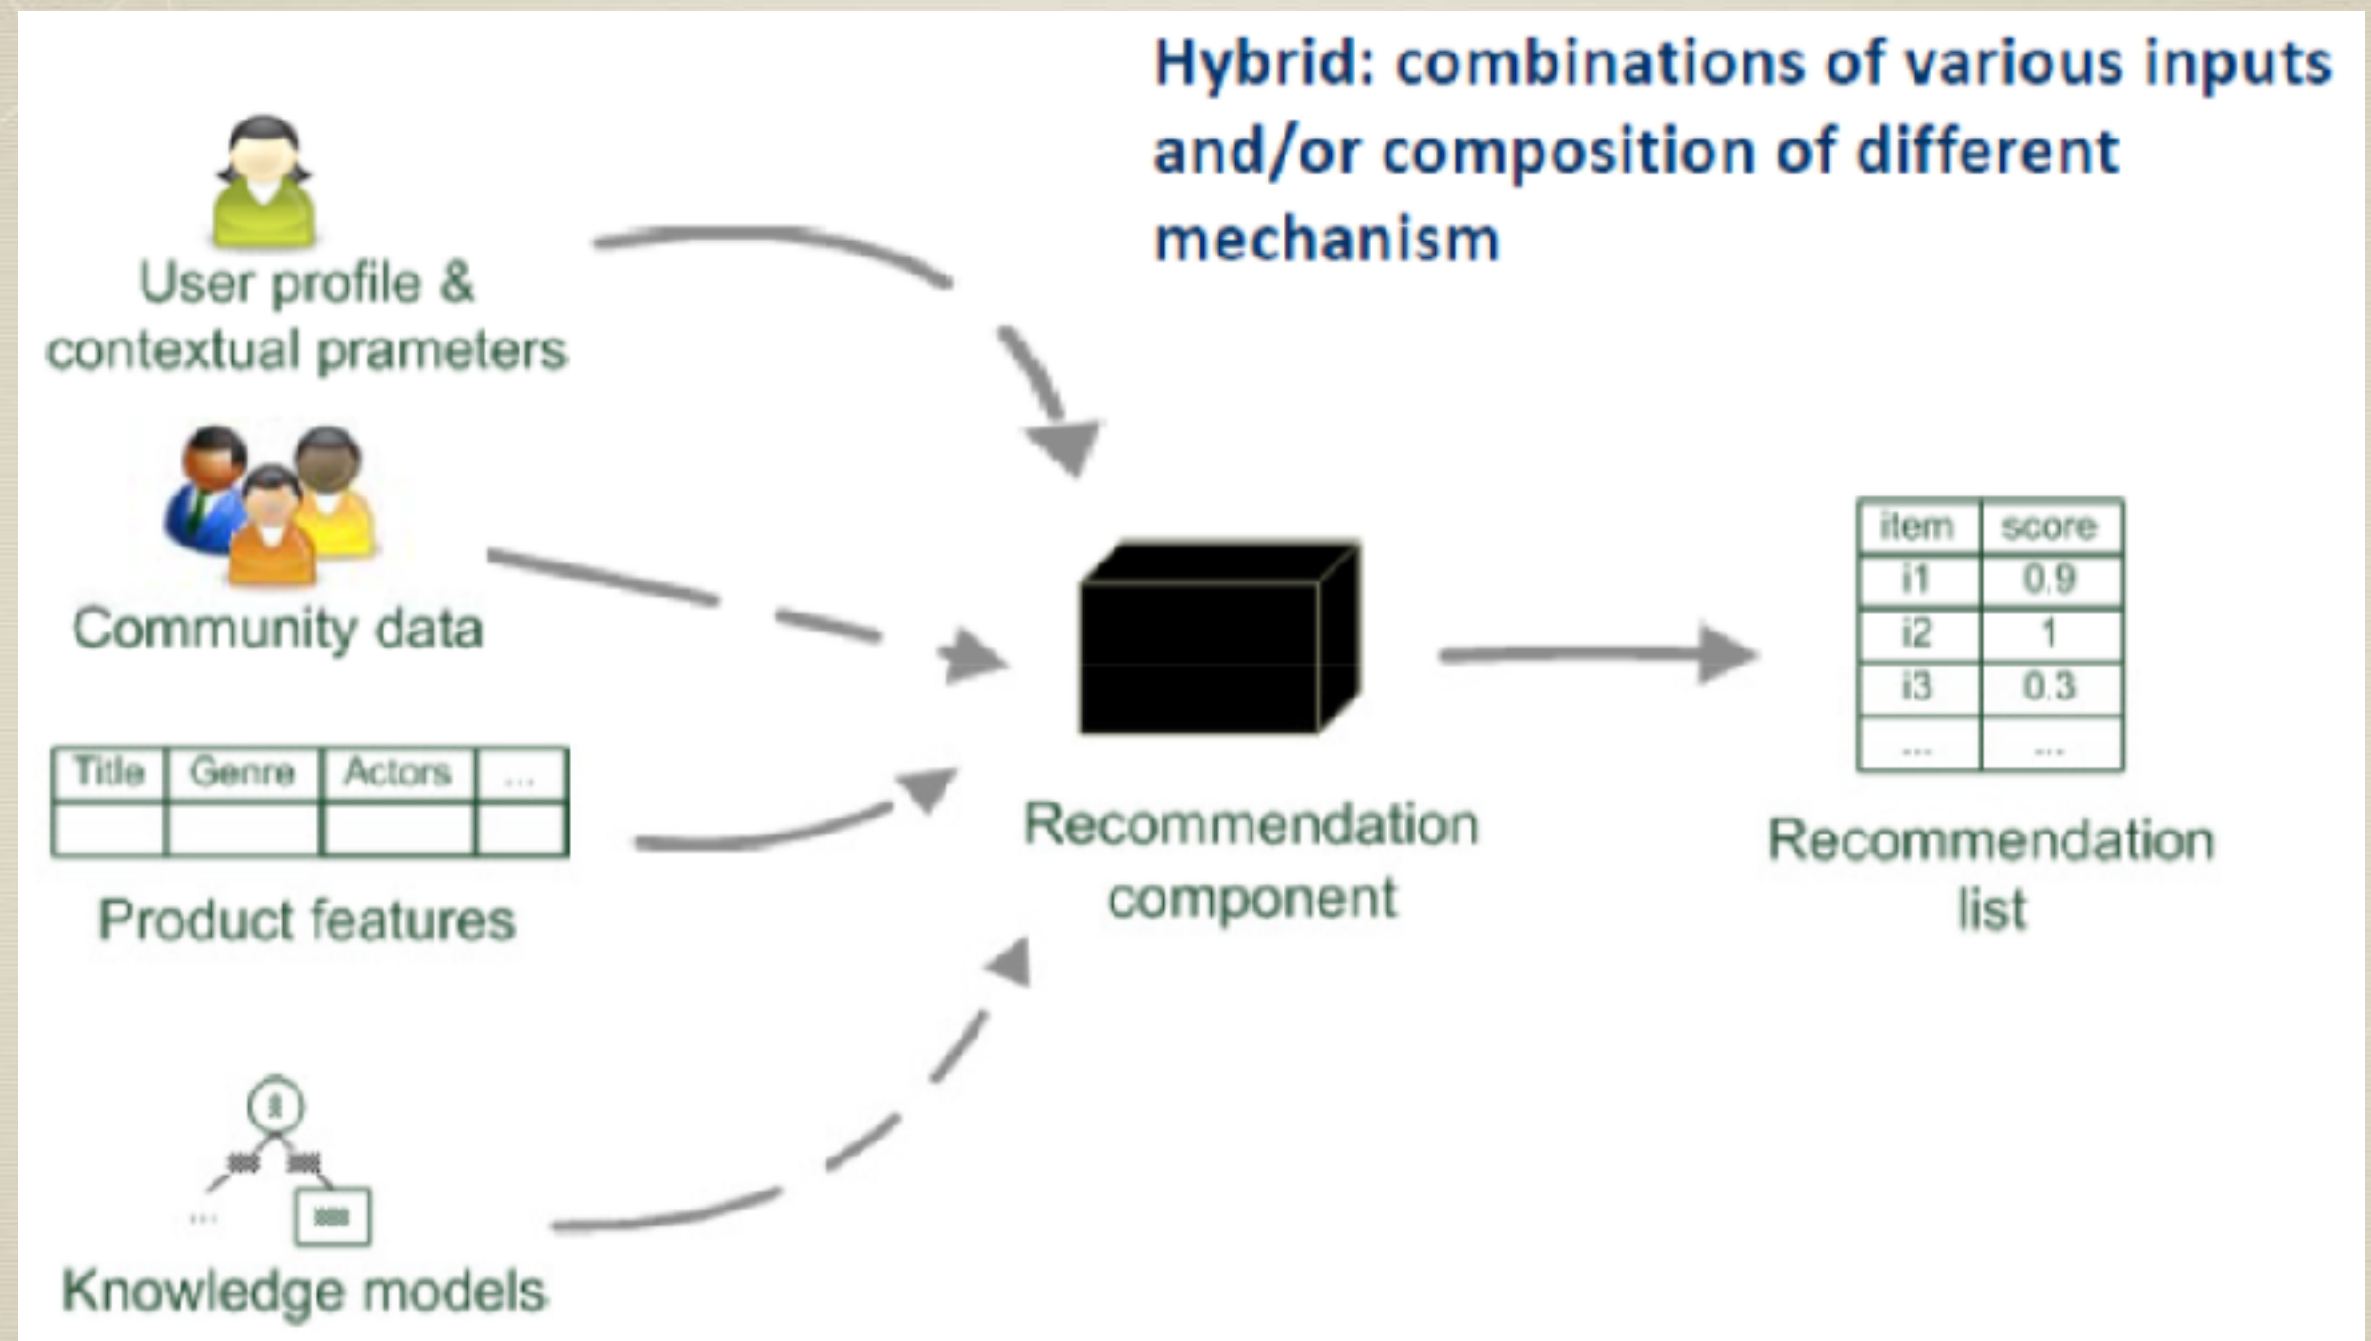 Hybrid: combinations of various inputs
and/or composition of different
mechanism
User profile &
contextual prameters
Community data
Title Genre Actors ...
Product features
Knowledge models
...
Recommendation
component
item score
i1 0.9
i2 1
i3 0.3
... ...
Recommendation
list